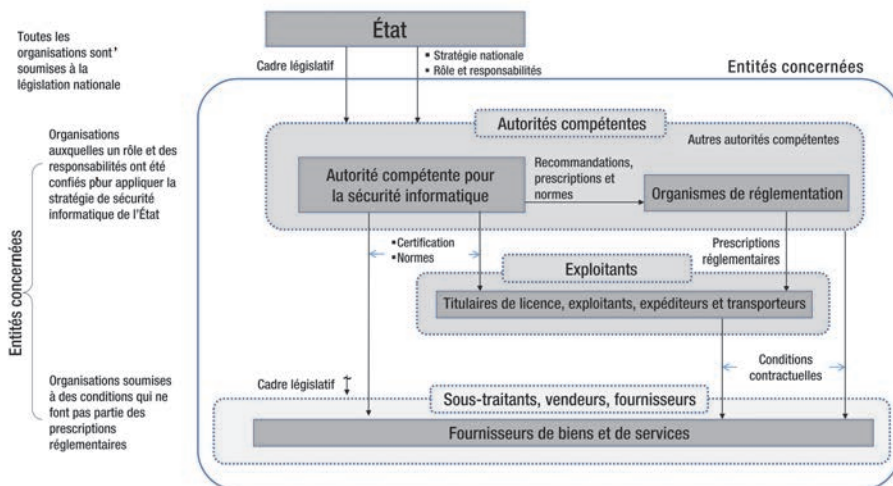 État
Toutes les
organisations sont
soumises à la
législation nationale
Cadre législatif
▪ Stratégie nationale
▪ Rôle et responsabilités
Entités concernées
Autorités compétentes
Autres autorités compétentes
Organisations
auxquelles un rôle et des
responsabilités ont été
confiés pour appliquer la
stratégie de sécurité
informatique de l'État
Autorité compétente pour
la sécurité informatique
Recommandations,
prescriptions et
normes
Organismes de réglementation
▪Certification
▪Normes
Prescriptions
réglementaires
Exploitants
Titulaires de licence, exploitants, expéditeurs et transporteurs
Entités concernées
Conditions
contractuelles
Organisations soumises
à des conditions qui ne
font pas partie des
prescriptions
réglementaires
Cadre législatif
Sous-traitants, vendeurs, fournisseurs
Fournisseurs de biens et de services